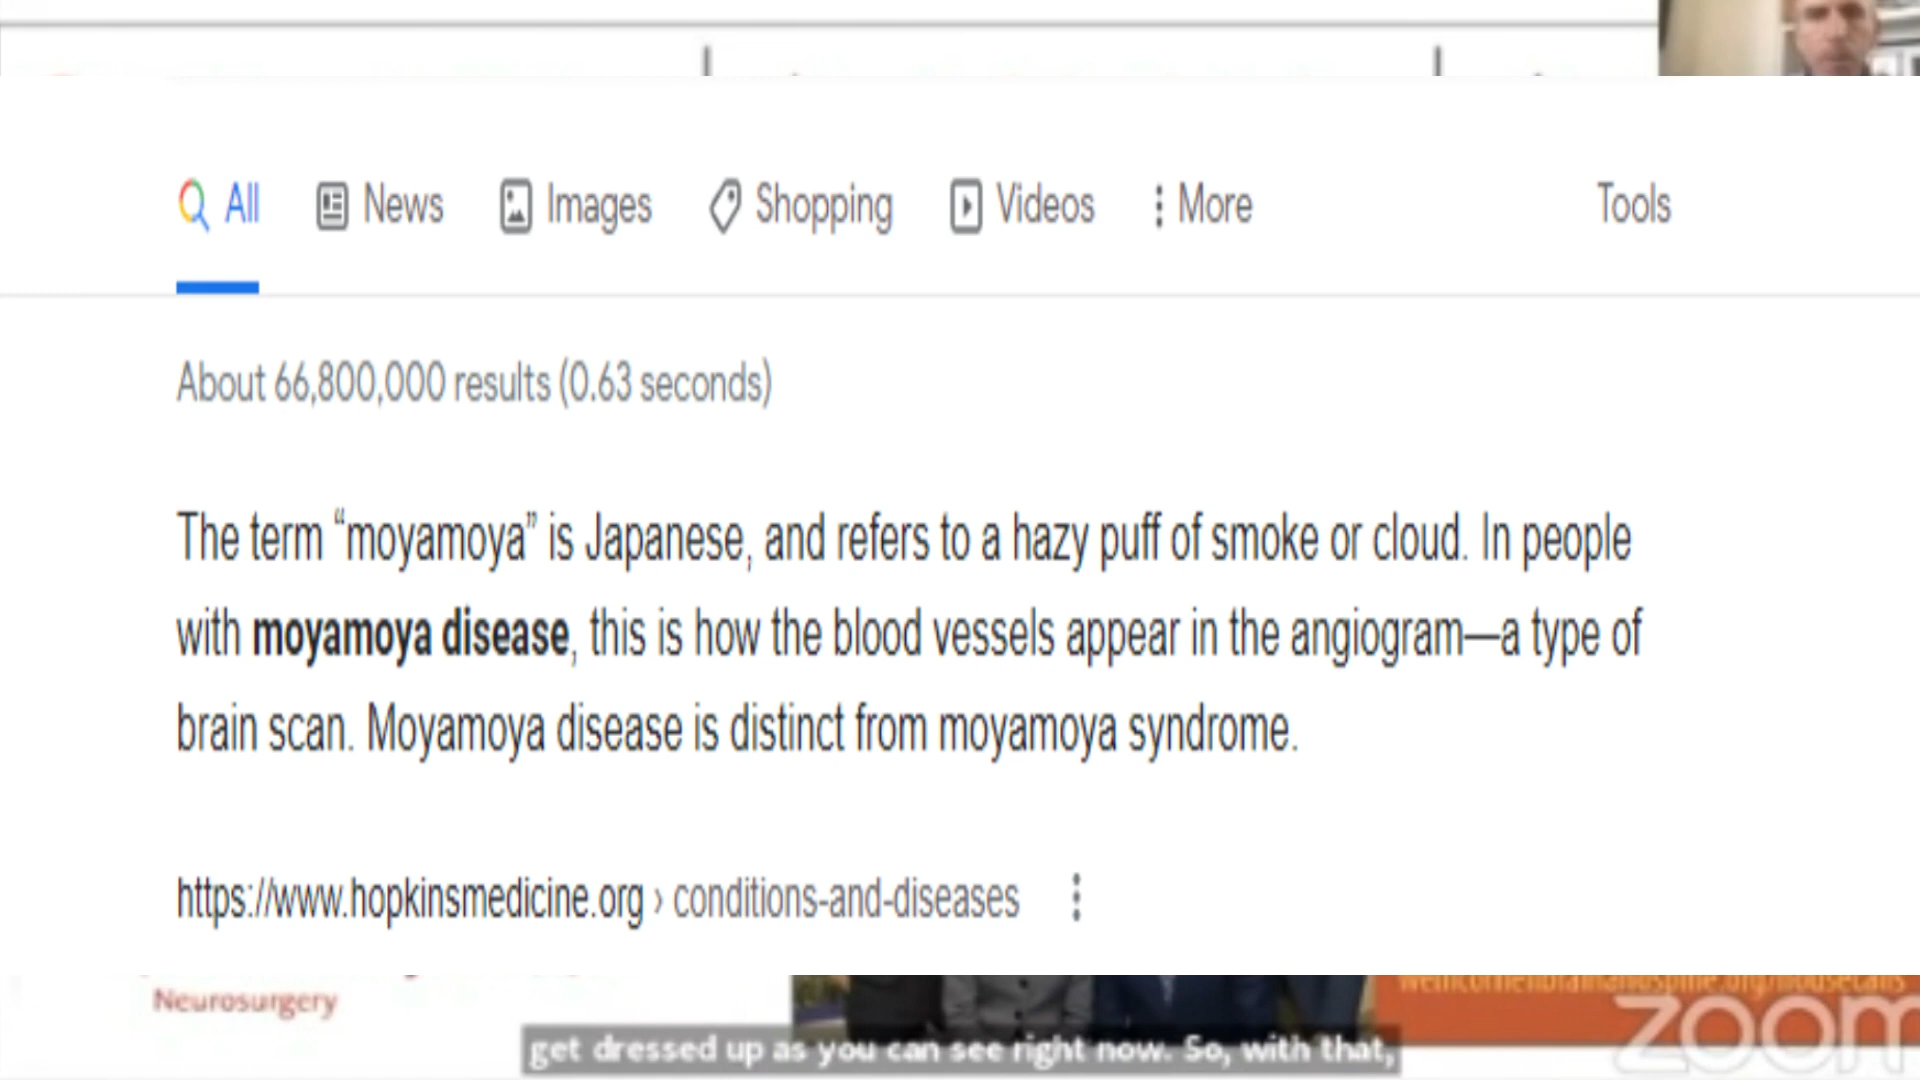 All News Images Shopping Videos More Tools
About 66,800,000 results (0.63 seconds)
The term “moyamoya” is Japanese, and refers to a hazy puff of smoke or cloud. In people
with moyamoya disease, this is how the blood vessels appear in the angiogram—a type of
brain scan. Moyamoya disease is distinct from moyamoya syndrome.
https://www.hopkinsmedicine.org › conditions-and-diseases
Neurosurgery
get dressed up as you can see right now. So, with that,
zoom